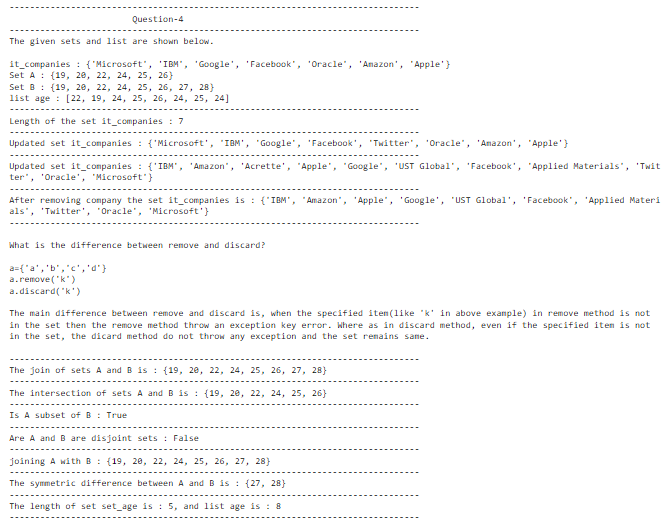 ------------------------------------------------------------
Question-4
------------------------------------------------------------
The given sets and list are shown below.
it_companies : {'Microsoft', 'IBM', 'Google', 'Facebook', 'Oracle', 'Amazon', 'Apple'}
Set A : {19, 20, 22, 24, 25, 26}
Set B : {19, 20, 22, 24, 25, 26, 27, 28}
list age : [22, 19, 24, 25, 26, 24, 25, 24]
------------------------------------------------------------
Length of the set it_companies : 7
------------------------------------------------------------
Updated set it_companies : {'Microsoft', 'IBM', 'Google', 'Facebook', 'Twitter', 'Oracle', 'Amazon', 'Apple'}
------------------------------------------------------------
Updated set it_companies : {'IBM', 'Amazon', 'Acrette', 'Apple', 'Google', 'UST Global', 'Facebook', 'Applied Materials', 'Twit
ter', 'Oracle', 'Microsoft'}
------------------------------------------------------------
After removing company the set it_companies is : {'IBM', 'Amazon', 'Apple', 'Google', 'UST Global', 'Facebook', 'Applied Materi
als', 'Twitter', 'Oracle', 'Microsoft'}
------------------------------------------------------------
What is the difference between remove and discard?
a={'a','b','c','d'}
a.remove('k')
a.discard('k')
The main difference between remove and discard is, when the specified item(like 'k' in above example) in remove method is not
in the set then the remove method throw an exception key error. Where as in discard method, even if the specified item is not
in the set, the dicard method do not throw any exception and the set remains same.
------------------------------------------------------------
The join of sets A and B is : {19, 20, 22, 24, 25, 26, 27, 28}
------------------------------------------------------------
The intersection of sets A and B is : {19, 20, 22, 24, 25, 26}
------------------------------------------------------------
Is A subset of B : True
------------------------------------------------------------
Are A and B are disjoint sets : False
------------------------------------------------------------
joining A with B : {19, 20, 22, 24, 25, 26, 27, 28}
------------------------------------------------------------
The symmetric difference between A and B is : {27, 28}
------------------------------------------------------------
The length of set set_age is : 5, and list age is : 8
------------------------------------------------------------